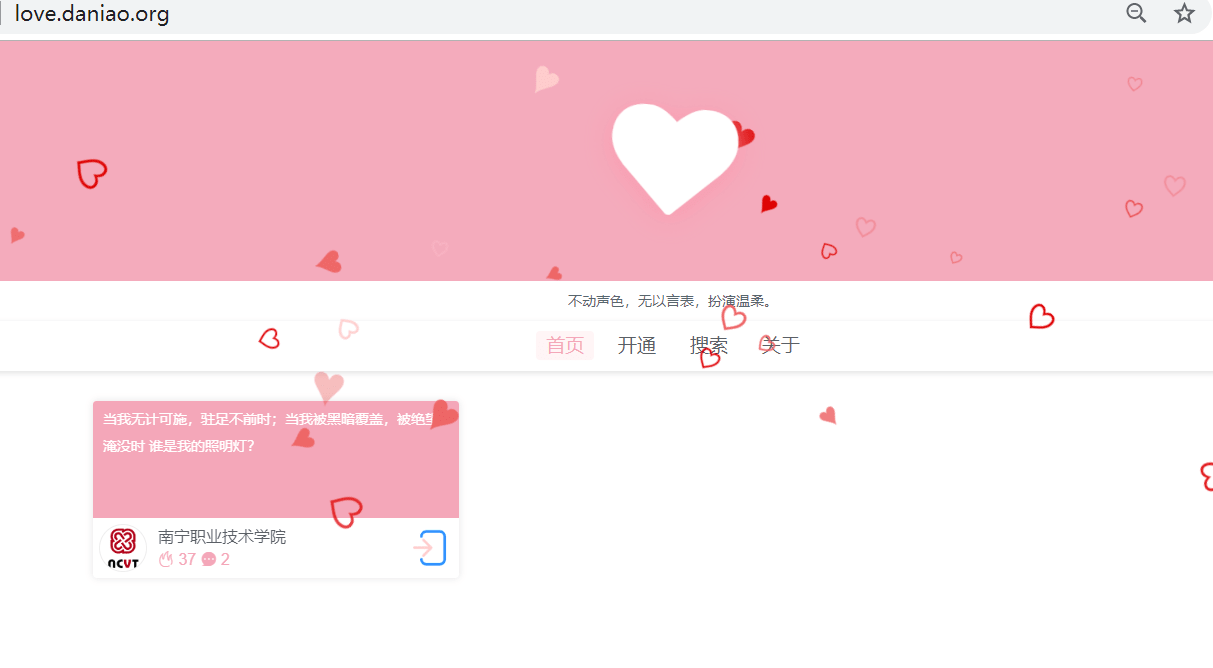 love.daniao.org
不动声色，无以言表，扮演温柔。
首页 开通 搜索 关于
当我无计可施，驻足不前时；当我被黑暗覆盖，被绝望
淹没时 谁是我的照明灯？
南宁职业技术学院
ncvt
37 2